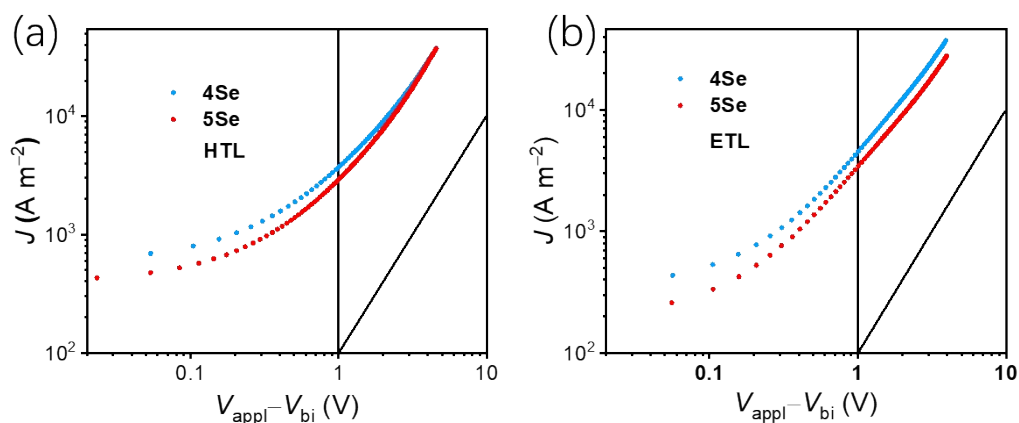 (a)
J (A m⁻²)
10⁴
10³
10²
4Se
5Se
HTL
0.1 1 10
V_appl–V_bi (V)
(b)
J (A m⁻²)
10⁴
10³
10²
4Se
5Se
ETL
0.1 1 10
V_appl–V_bi (V)